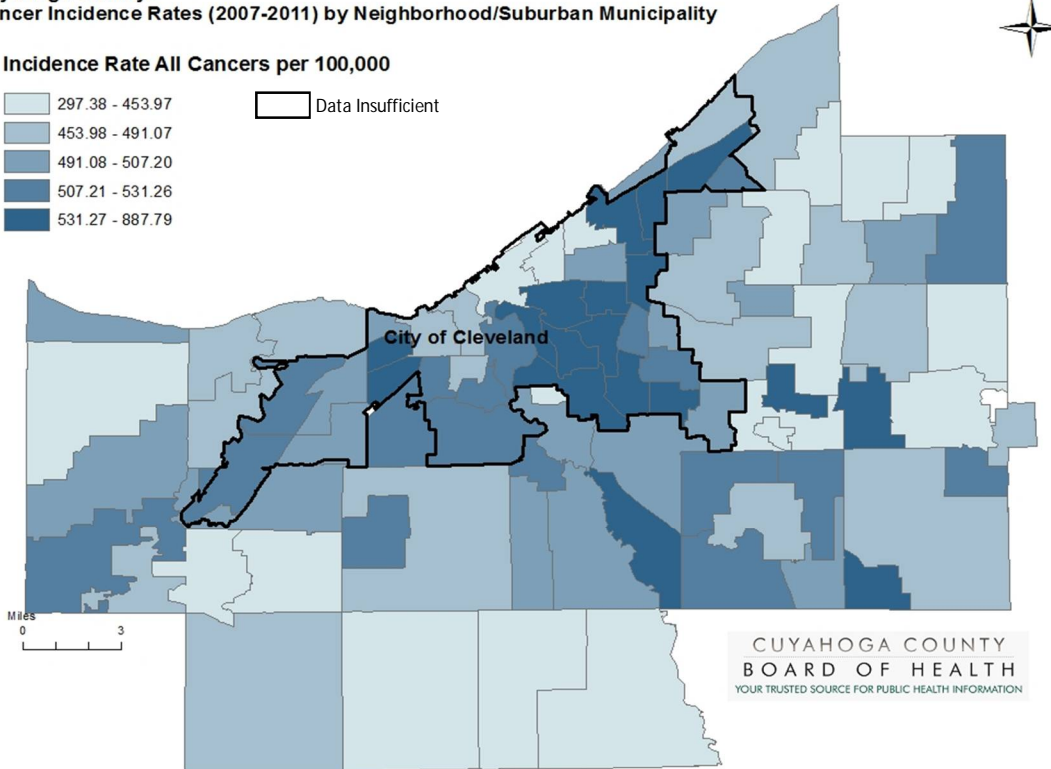 ncer Incidence Rates (2007-2011) by Neighborhood/Suburban Municipality
Incidence Rate All Cancers per 100,000
297.38 - 453.97
453.98 - 491.07
491.08 - 507.20
507.21 - 531.26
531.27 - 887.79
Data Insufficient
City of Cleveland
Miles
0 3
CUYAHOGA COUNTY
BOARD OF HEALTH
YOUR TRUSTED SOURCE FOR PUBLIC HEALTH INFORMATION